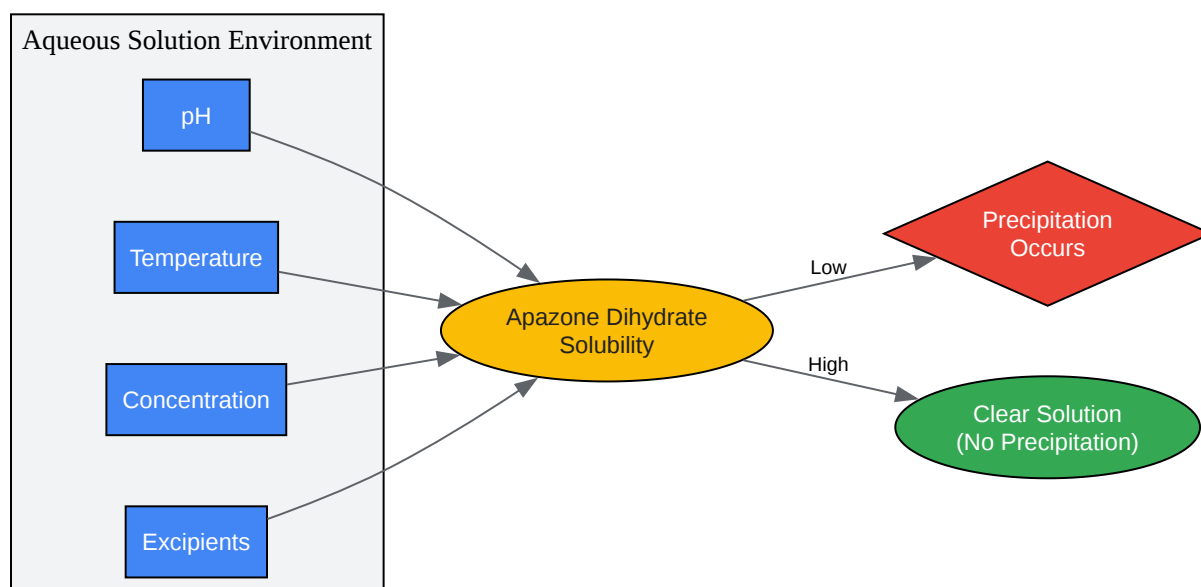 Aqueous Solution Environment
pH
Temperature
Concentration
Excipients
Apazone Dihydrate
Solubility
Low
High
Precipitation
Occurs
Clear Solution
(No Precipitation)